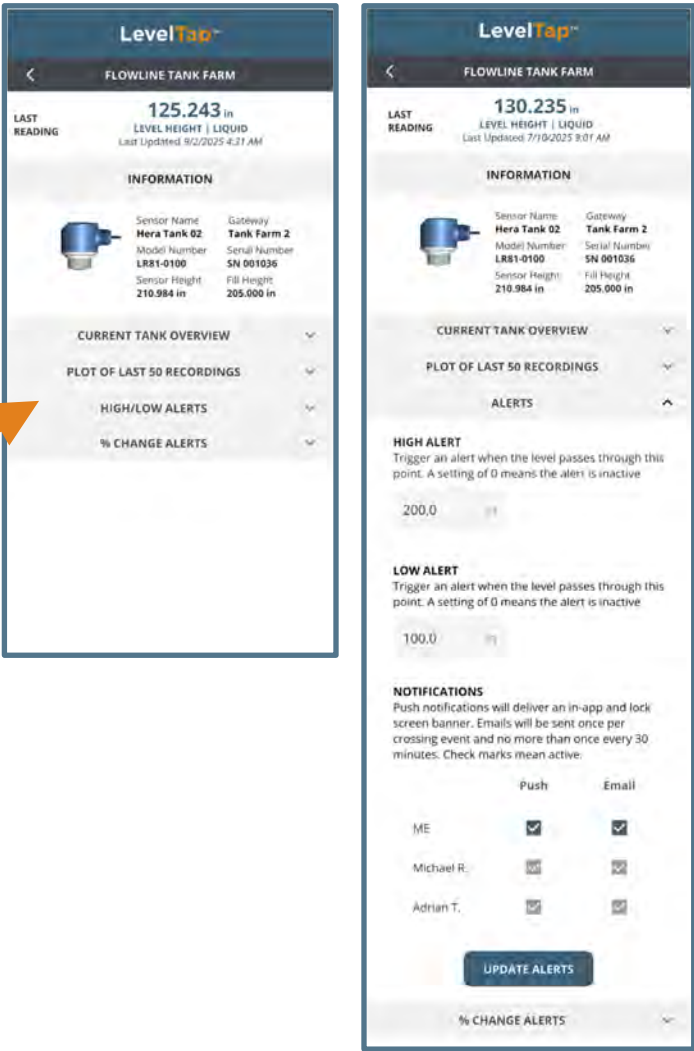 LevelTap™
FLOWLINE TANK FARM
LAST READING
125.243 in
LEVEL HEIGHT | LIQUID
Last Updated 9/2/2025 4:31 AM
INFORMATION
Sensor Name Gateway
Hera Tank 02 Tank Farm 2
Model Number Serial Number
LR81-0100 SN 001036
Sensor Height Fill Height
210.984 in 205.000 in
CURRENT TANK OVERVIEW
PLOT OF LAST 50 RECORDINGS
HIGH/LOW ALERTS
% CHANGE ALERTS
LevelTap™
FLOWLINE TANK FARM
LAST READING
130.235 in
LEVEL HEIGHT | LIQUID
Last Updated 7/10/2025 9:01 AM
INFORMATION
Sensor Name Gateway
Hera Tank 02 Tank Farm 2
Model Number Serial Number
LR81-0100 SN 001036
Sensor Height Fill Height
210.984 in 205.000 in
CURRENT TANK OVERVIEW
PLOT OF LAST 50 RECORDINGS
ALERTS
HIGH ALERT
Trigger an alert when the level passes through this
point. A setting of 0 means the alert is inactive
200.0 in
LOW ALERT
Trigger an alert when the level passes through this
point. A setting of 0 means the alert is inactive
100.0 in
NOTIFICATIONS
Push notifications will deliver an in-app and lock
screen banner. Emails will be sent once per
crossing event and no more than once every 30
minutes. Check marks mean active.
Push Email
ME
Michael R.
Adrian T.
UPDATE ALERTS
% CHANGE ALERTS